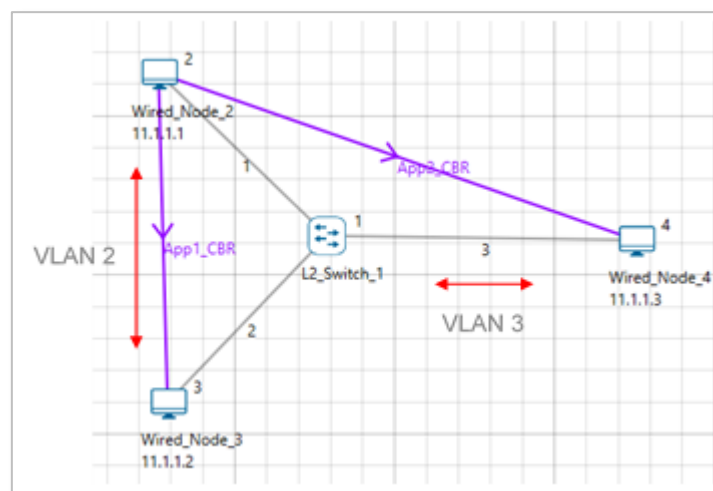 2
Wired_Node_2
11.1.1.1
1
App2_CBR
VLAN 2
App1_CBR
1
L2_Switch_1
3
4
Wired_Node_4
11.1.1.3
VLAN 3
2
3
Wired_Node_3
11.1.1.2